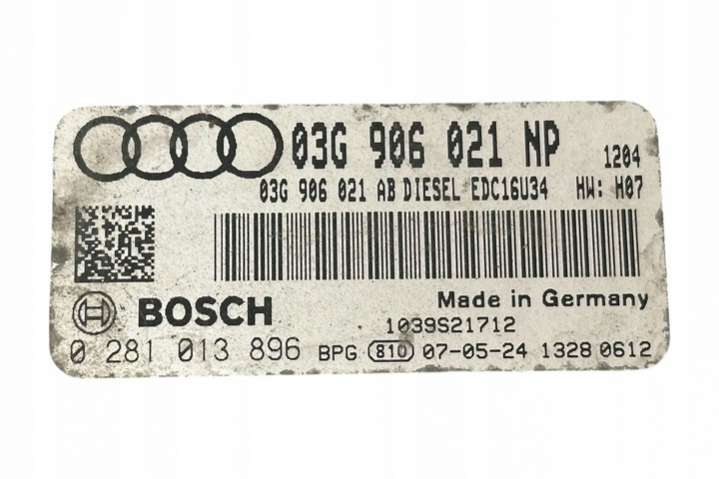 03G 906 021 NP 1204
03G 906 021 AB DIESEL EDC16U34 HW: H07
Made in Germany
BOSCH
1039S21712
0 281 013 896 BPG 810 07-05-24 1328 0612